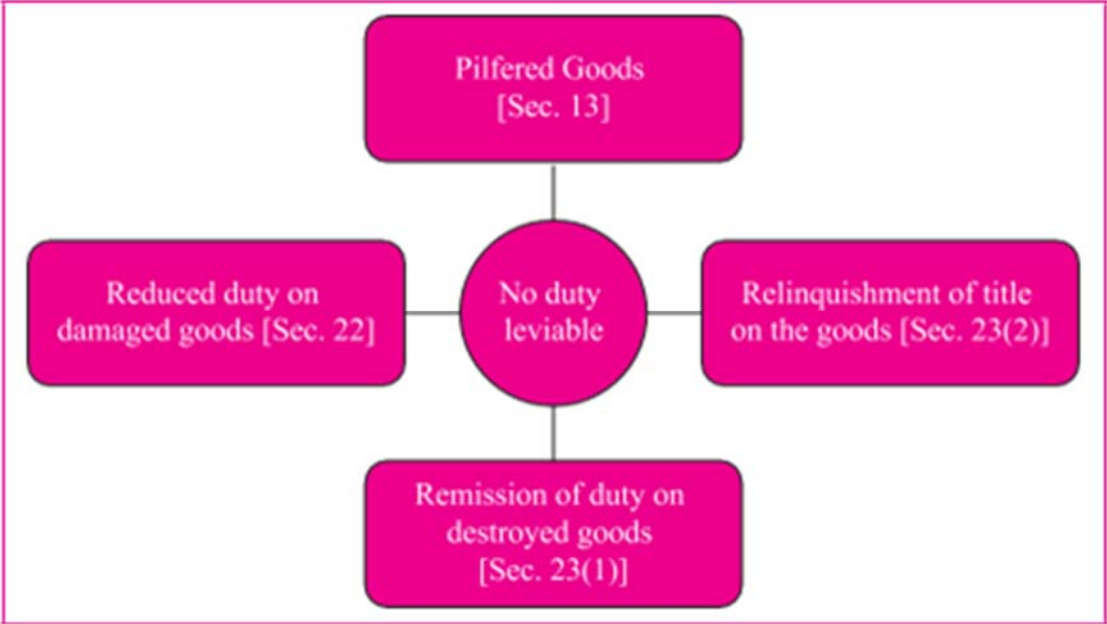 Pilfered Goods
[Sec. 13]
Reduced duty on
damaged goods [Sec. 22]
No duty
leviable
Relinquishment of title
on the goods [Sec. 23(2)]
Remission of duty on
destroyed goods
[Sec. 23(1)]